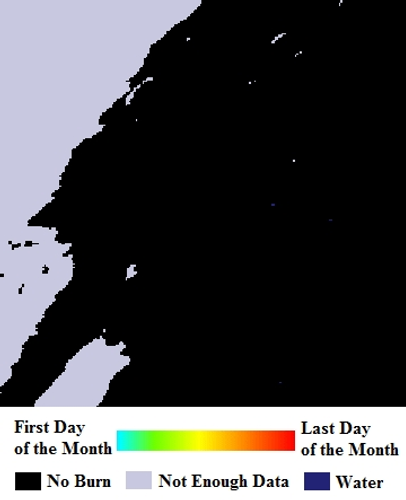 First Day
of the Month
Last Day
of the Month
No Burn
Not Enough Data
Water